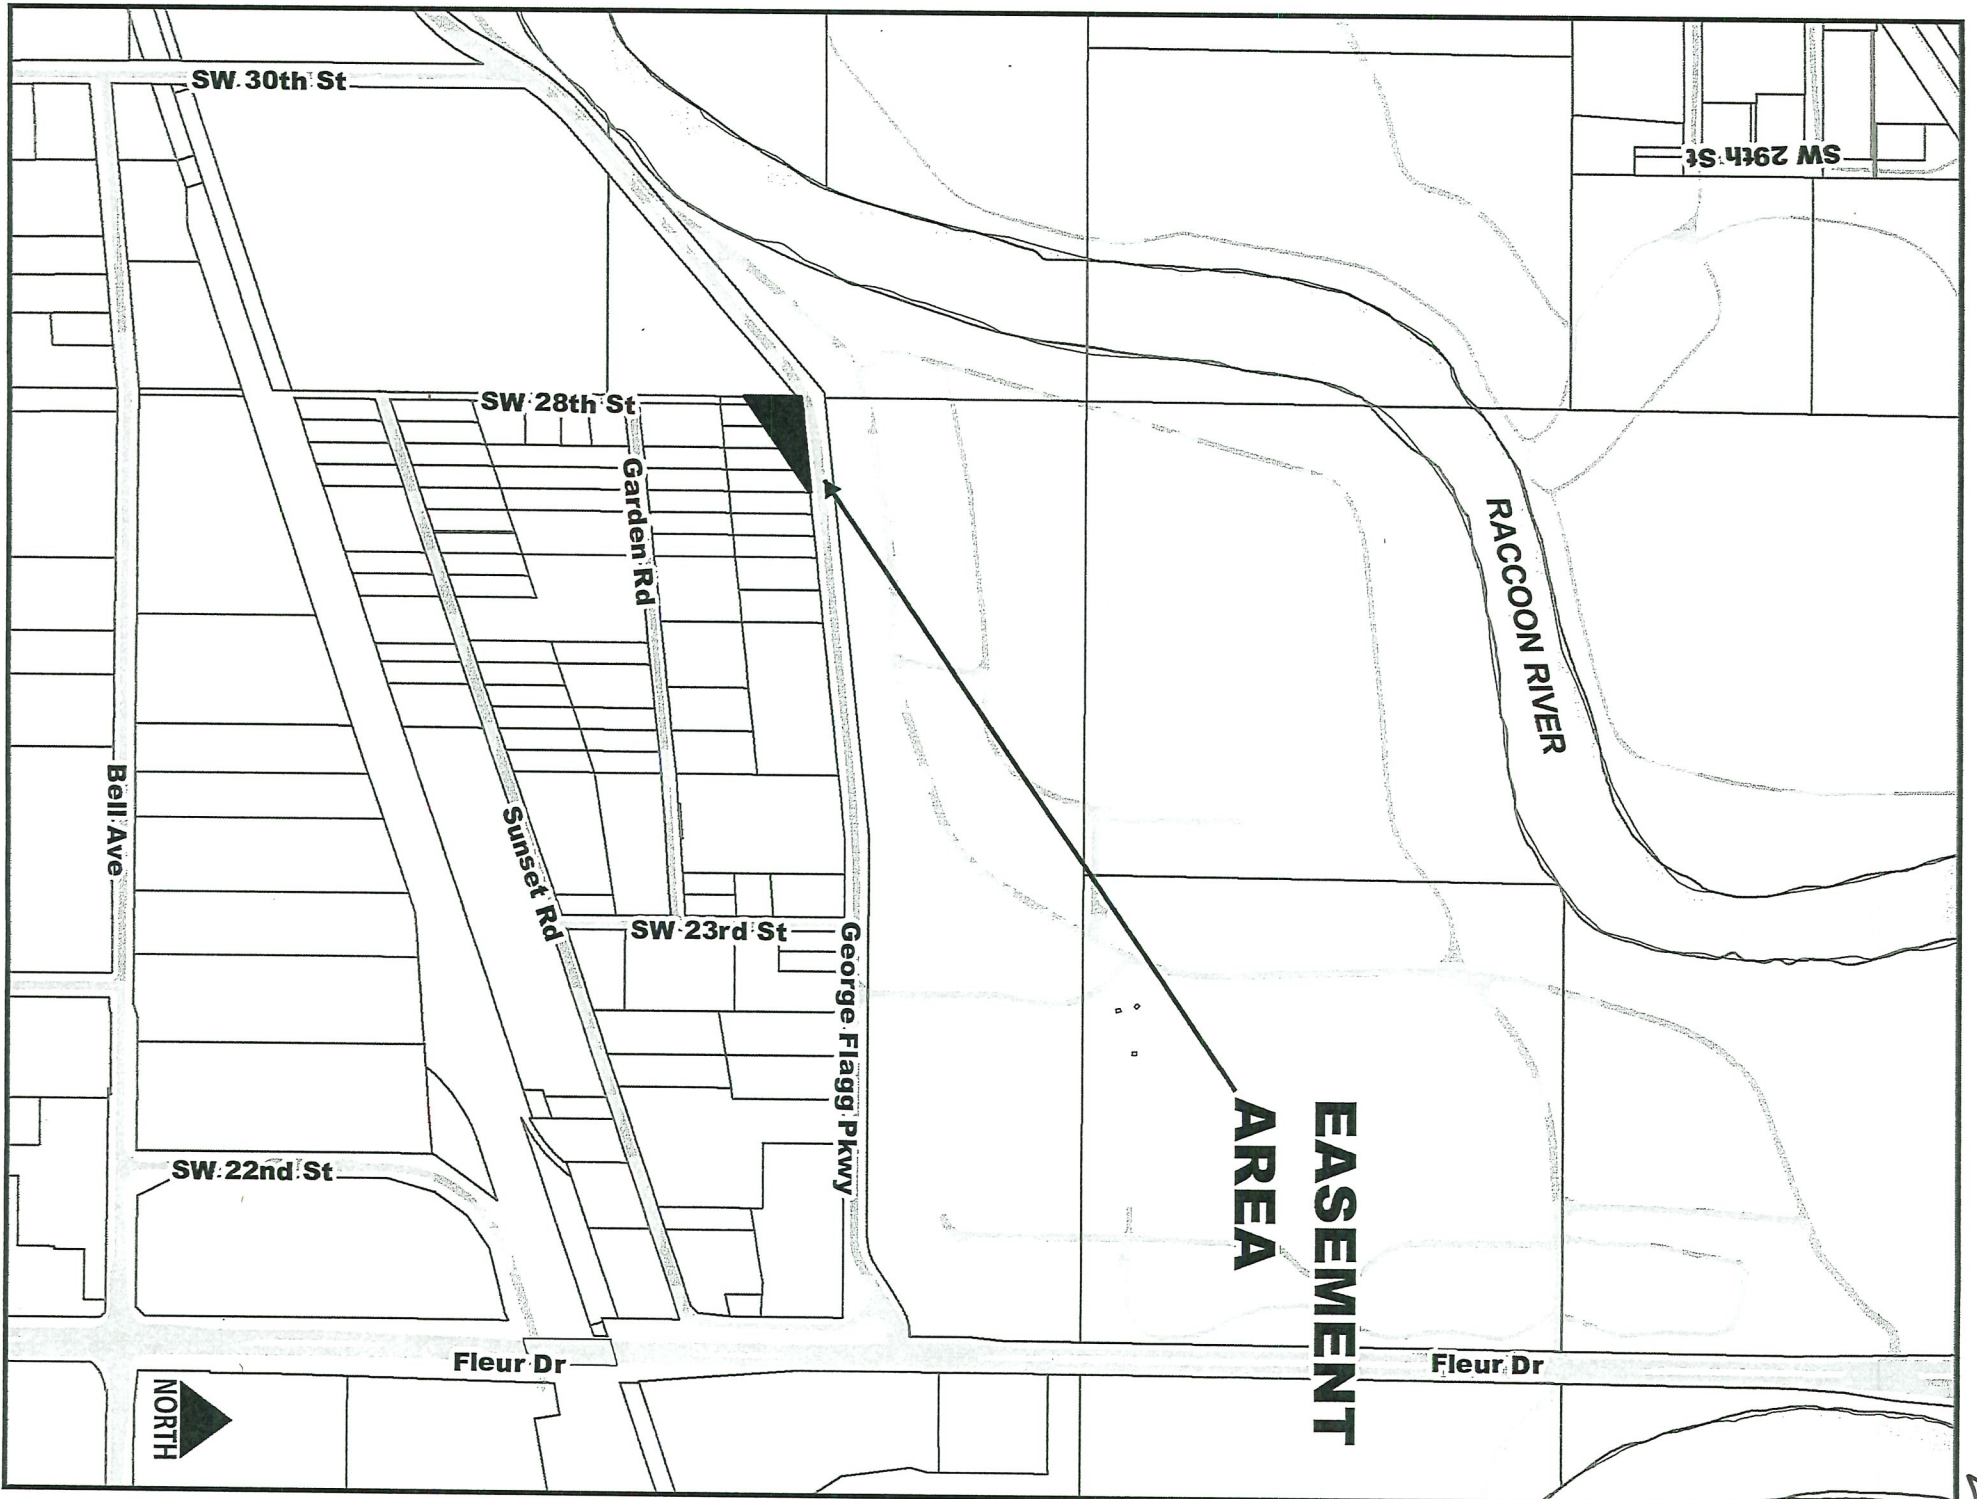 SW 30th St
SW 29th St
SW 28th St
Garden Rd
RACCOON RIVER
Bell Ave
Sunset Rd
SW 23rd St
George Flagg Pkwy
EASEMENT
AREA
SW 22nd St
Fleur Dr
Fleur Dr
NORTH